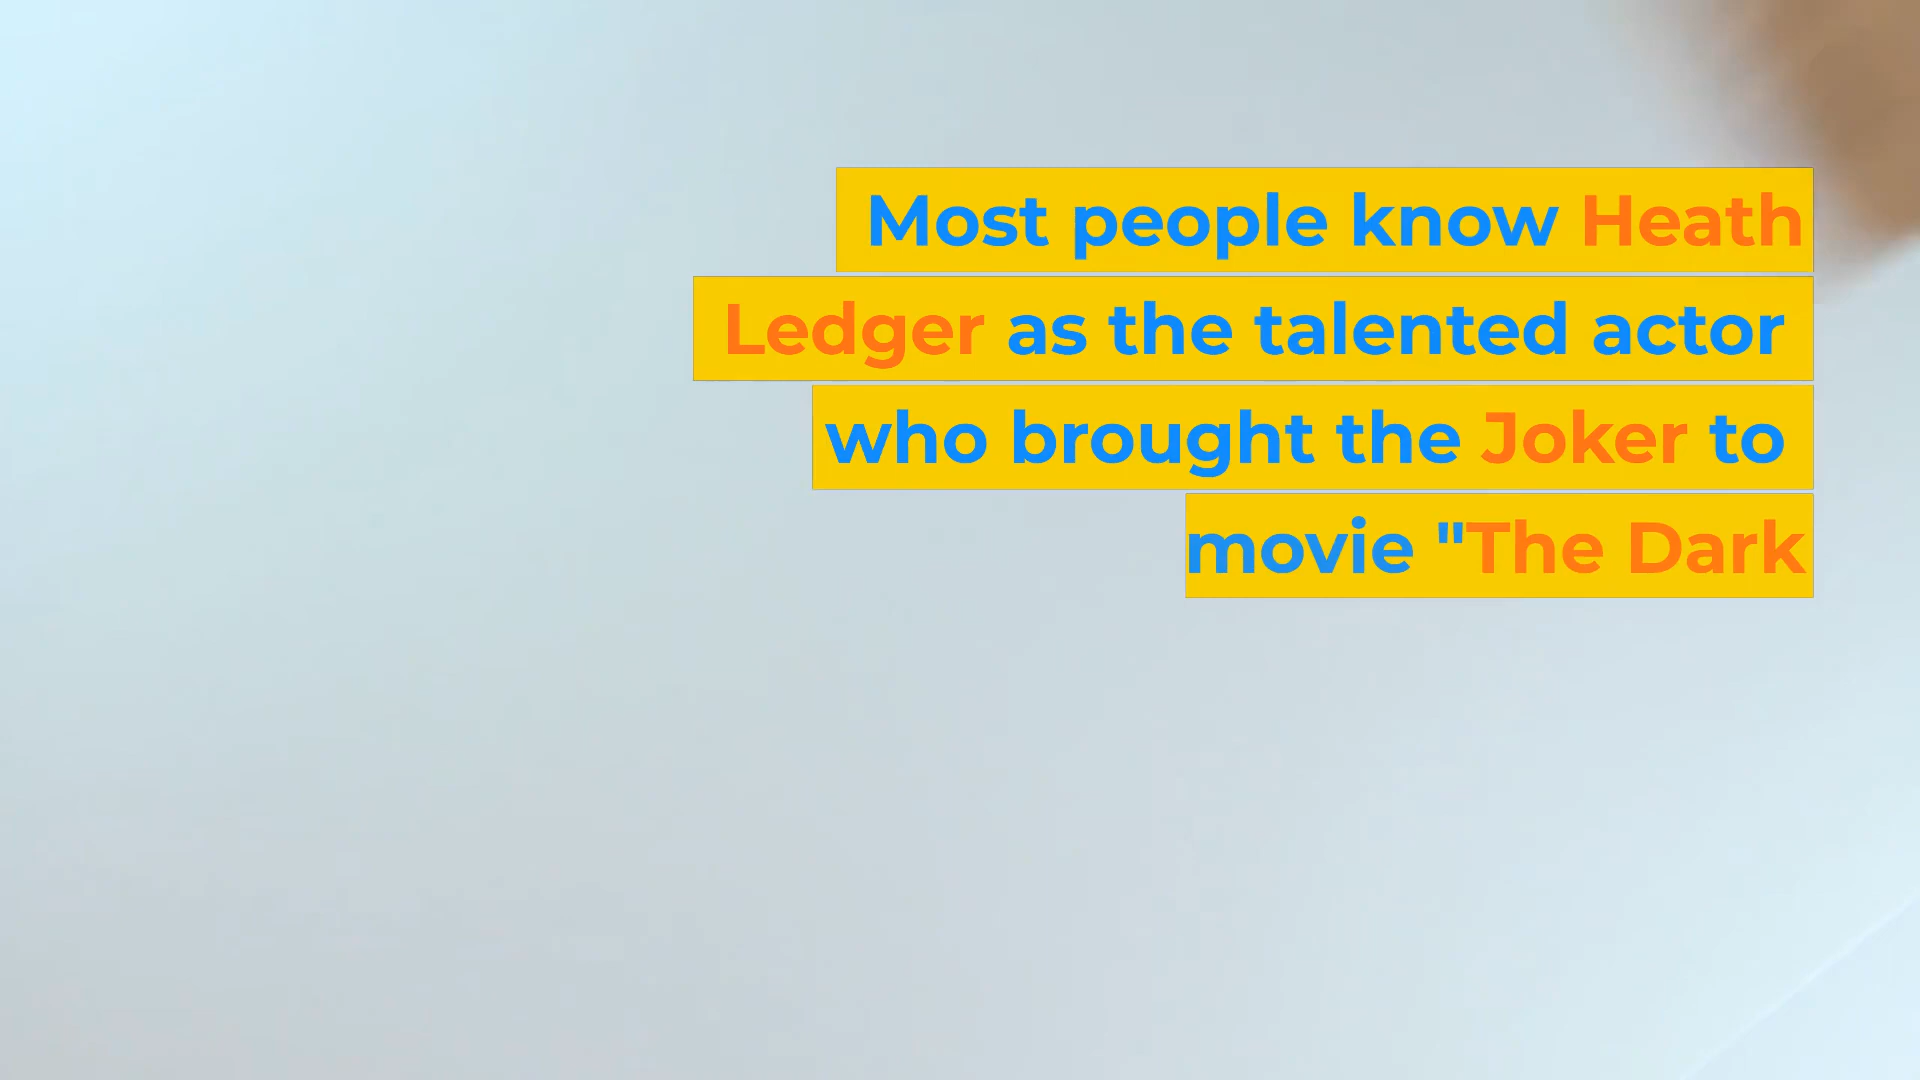 Most people know Heath
Ledger as the talented actor
who brought the Joker to
movie "The Dark